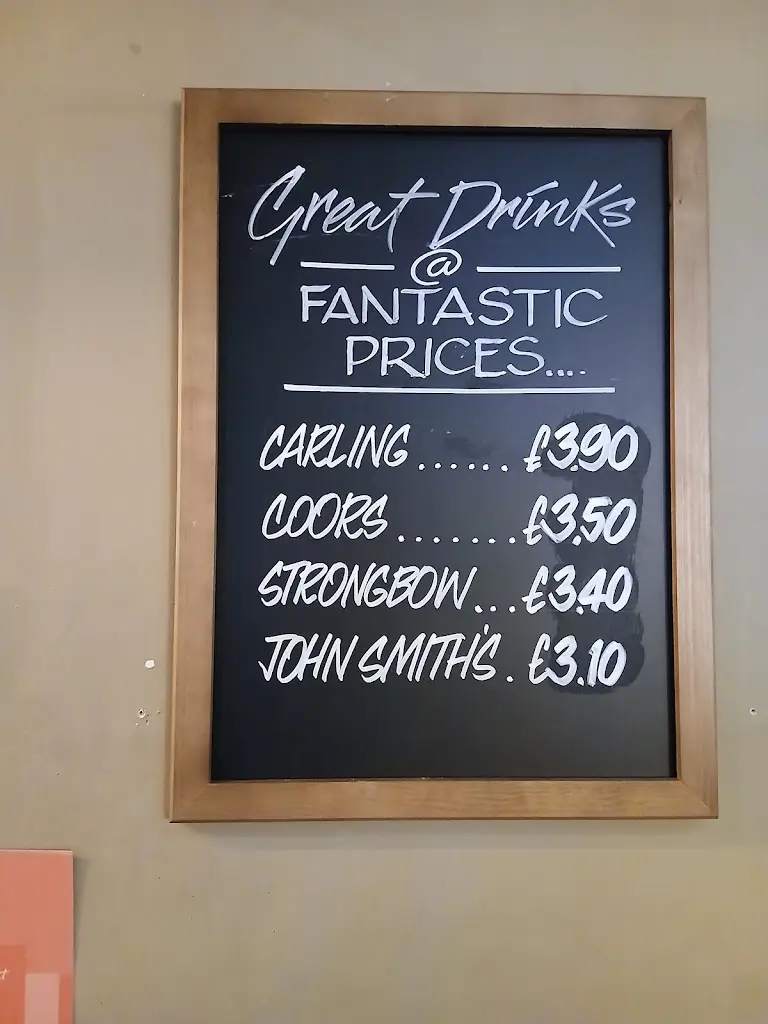 Great Drinks
@
FANTASTIC
PRICES....
CARLING ...... £3.90
COORS ....... £3.50
STRONGBOW... £3.40
JOHN SMITH'S . £3.10